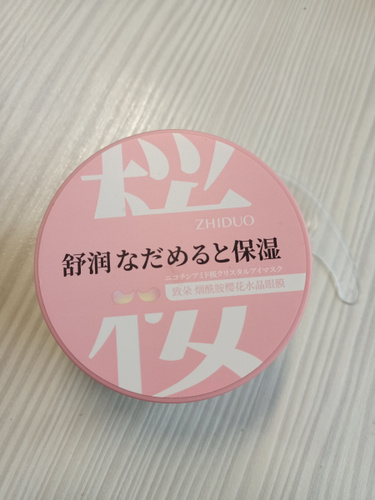 桜
ZHIDUO
舒润なだめると保湿
ニコチンアミド桜クリスタルアイマスク
致朵 烟酰胺樱花水晶眼膜